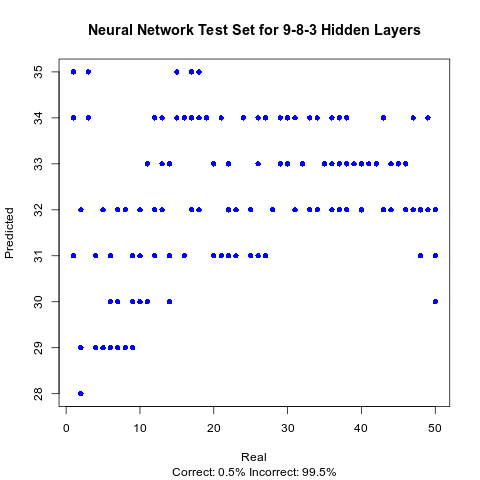 Neural Network Test Set for 9-8-3 Hidden Layers
35
34
33
32
31
30
29
28
Predicted
0 10 20 30 40 50
Real
Correct: 0.5% Incorrect: 99.5%